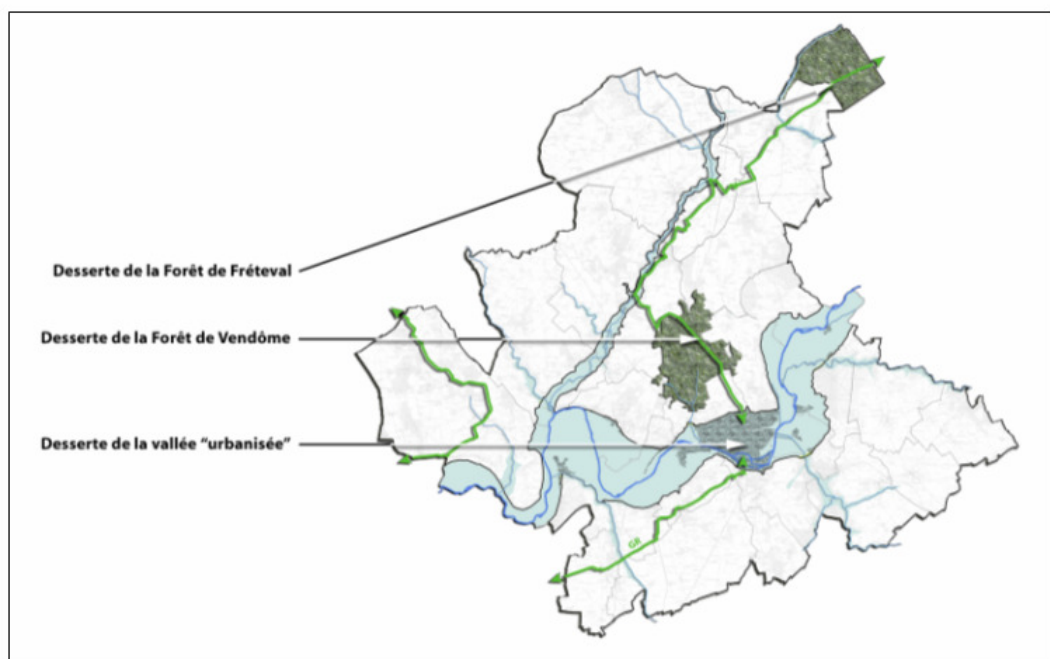 Desserte de la Forêt de Fréteval
Desserte de la Forêt de Vendôme
Desserte de la vallée “urbanisée”
GR